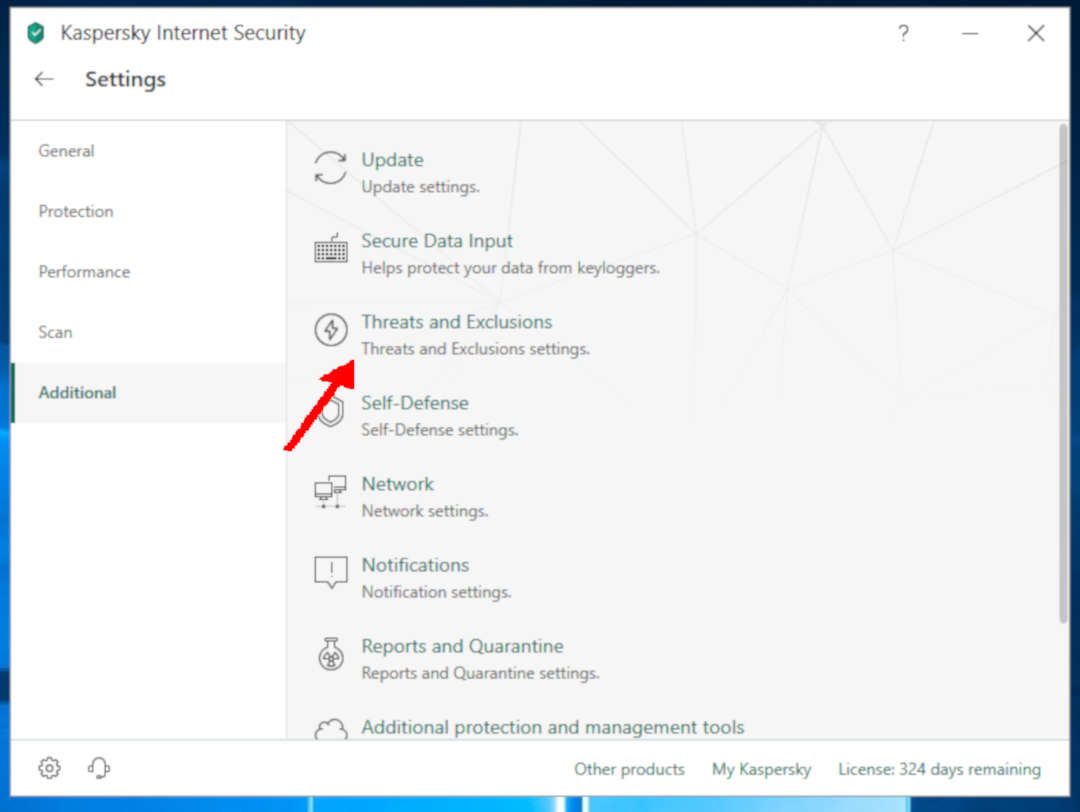 Kaspersky Internet Security
?
Settings
General
Protection
Performance
Scan
Additional
Update
Update settings.
Secure Data Input
Helps protect your data from keyloggers.
Threats and Exclusions
Threats and Exclusions settings.
Self-Defense
Self-Defense settings.
Network
Network settings.
Notifications
Notification settings.
Reports and Quarantine
Reports and Quarantine settings.
Additional protection and management tools
Other products My Kaspersky License: 324 days remaining